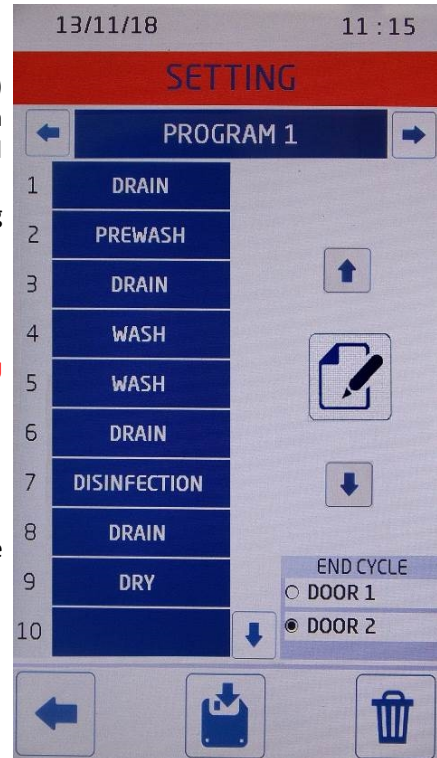 13/11/18 11:15
SETTING
PROGRAM 1
1 DRAIN
2 PREWASH
3 DRAIN
4 WASH
5 WASH
6 DRAIN
7 DISINFECTION
8 DRAIN
9 DRY
10
END CYCLE
DOOR 1
DOOR 2